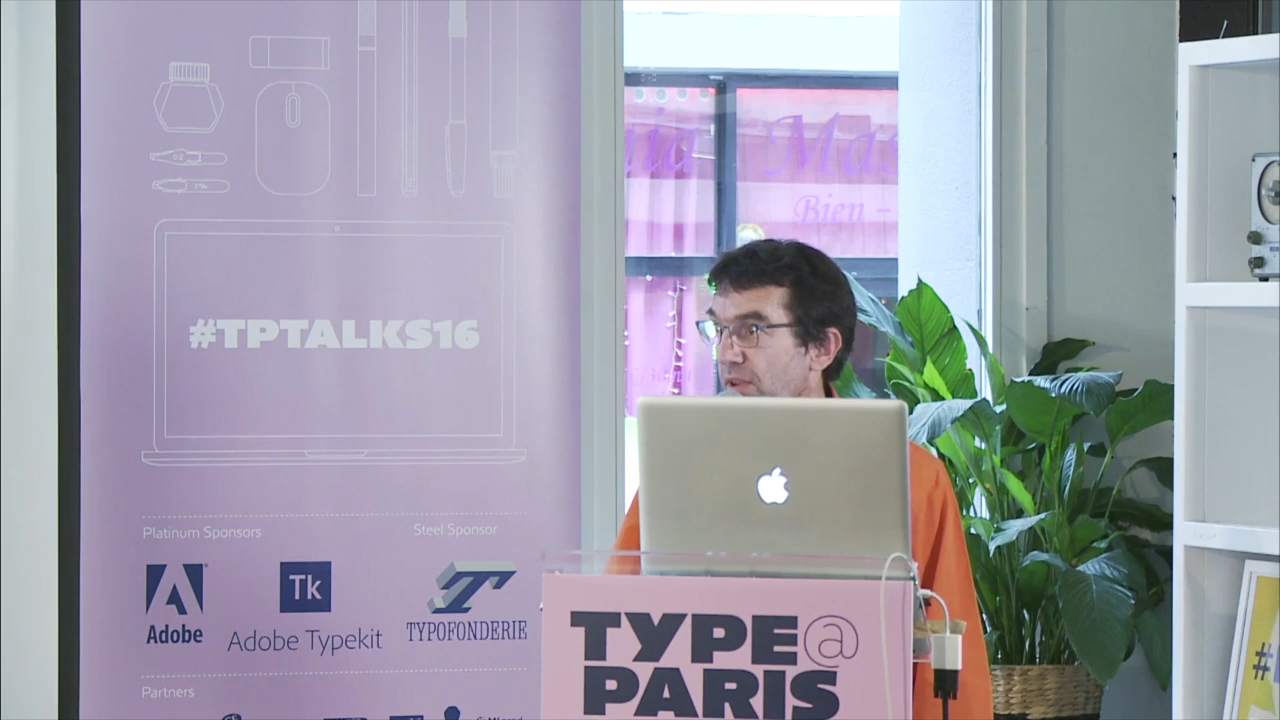 #TPTALKS16
Platinum Sponsors
Steel Sponsor
Adobe
Tk
Adobe Typekit
TYPOFONDERIE
Partners
TYPE@
PARIS
Bien -
#